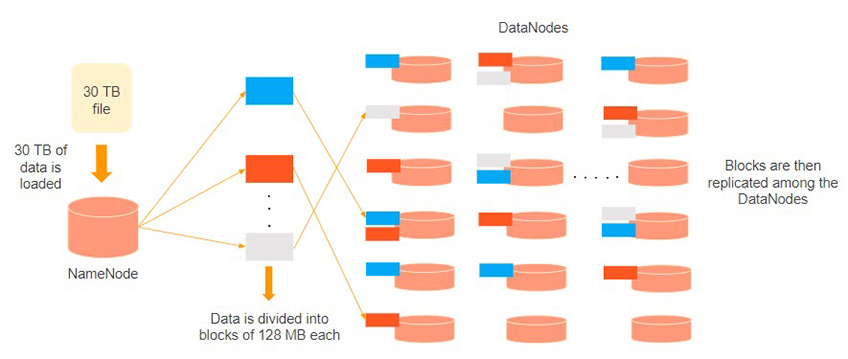 DataNodes
30 TB
file
30 TB of
data is
loaded
NameNode
Data is divided into
blocks of 128 MB each
Blocks are then
replicated among the
DataNodes